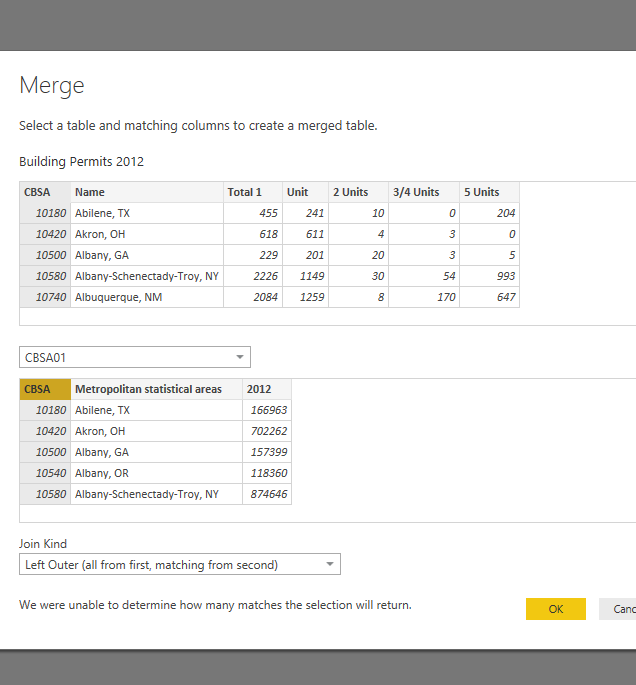 Merge
Select a table and matching columns to create a merged table.
Building Permits 2012
CBSA Name Total 1 Unit 2 Units 3/4 Units 5 Units
10180 Abilene, TX 455 241 10 0 204
10420 Akron, OH 618 611 4 3 0
10500 Albany, GA 229 201 20 3 5
10580 Albany-Schenectady-Troy, NY 2226 1149 30 54 993
10740 Albuquerque, NM 2084 1259 8 170 647
CBSA01
CBSA Metropolitan statistical areas 2012
10180 Abilene, TX 166963
10420 Akron, OH 702262
10500 Albany, GA 157399
10540 Albany, OR 118360
10580 Albany-Schenectady-Troy, NY 874646
Join Kind
Left Outer (all from first, matching from second)
We were unable to determine how many matches the selection will return.
OK Canc